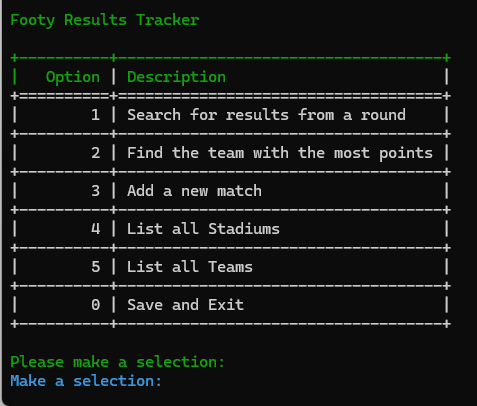 Footy Results Tracker
Option | Description
1 | Search for results from a round
2 | Find the team with the most points
3 | Add a new match
4 | List all Stadiums
5 | List all Teams
0 | Save and Exit
Please make a selection:
Make a selection: